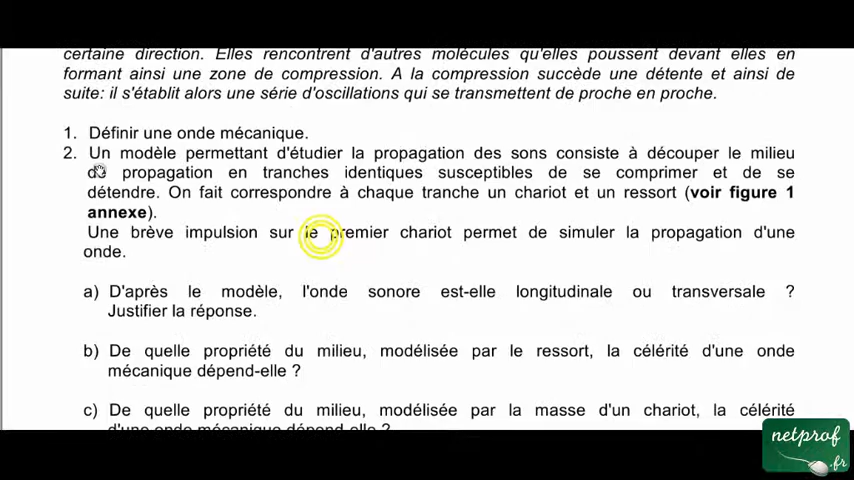 certaine direction. Elles rencontrent d'autres molécules qu'elles poussent devant elles en
formant ainsi une zone de compression. A la compression succède une détente et ainsi de
suite: il s'établit alors une série d'oscillations qui se transmettent de proche en proche.
1. Définir une onde mécanique.
2. Un modèle permettant d'étudier la propagation des sons consiste à découper le milieu
de propagation en tranches identiques susceptibles de se comprimer et de se
détendre. On fait correspondre à chaque tranche un chariot et un ressort (voir figure 1
annexe).
Une brève impulsion sur le premier chariot permet de simuler la propagation d'une
onde.
a) D'après le modèle, l'onde sonore est-elle longitudinale ou transversale ?
Justifier la réponse.
b) De quelle propriété du milieu, modélisée par le ressort, la célérité d'une onde
mécanique dépend-elle ?
c) De quelle propriété du milieu, modélisée par la masse d'un chariot, la célérité
d'une onde mécanique dépend-elle ?
netprof
.fr